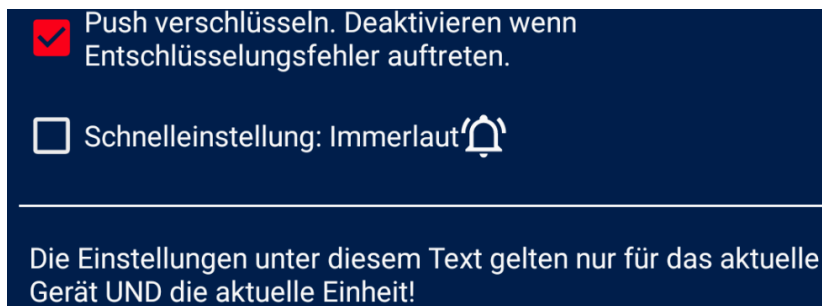 Push verschlüsseln. Deaktivieren wenn
Entschlüsselungsfehler auftreten.
Schnelleinstellung: Immerlaut
Die Einstellungen unter diesem Text gelten nur für das aktuelle
Gerät UND die aktuelle Einheit!